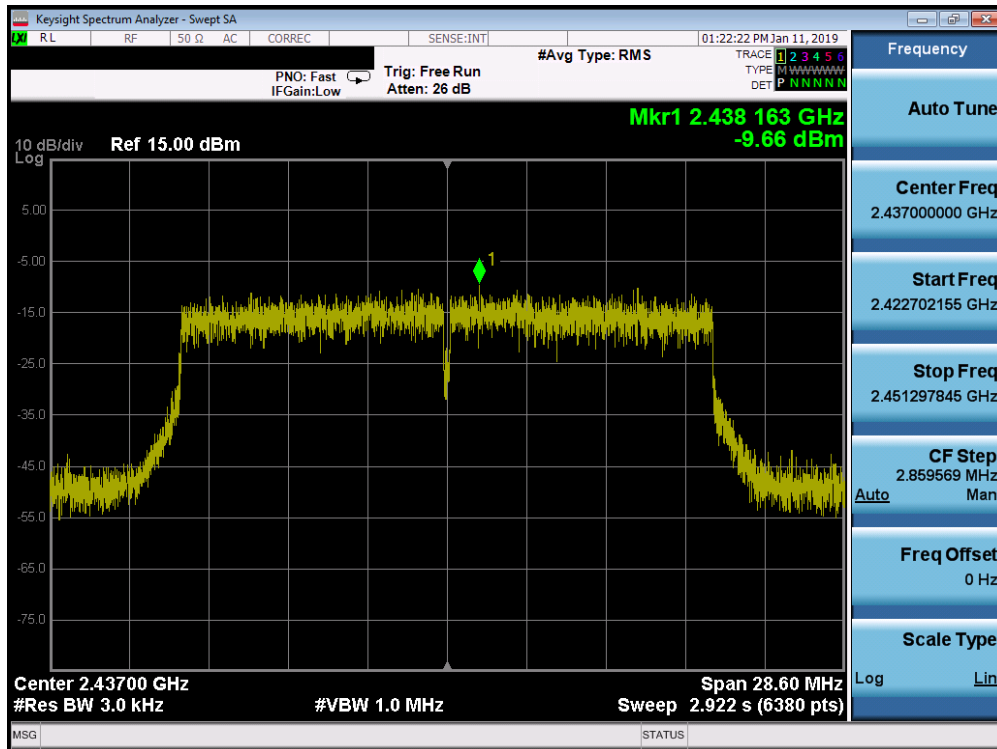 Keysight Spectrum Analyzer - Swept SA
LXI RL RF 50 Ω AC CORREC SENSE:INT 01:22:22 PM Jan 11, 2019
#Avg Type: RMS TRACE 1 2 3 4 5 6
PNO: Fast Trig: Free Run TYPE M WWWWW
IFGain:Low Atten: 26 dB DET P N N N N N
Mkr1 2.438 163 GHz
-9.66 dBm
10 dB/div Ref 15.00 dBm
Log
1
5.00
-5.00
-15.0
-25.0
-35.0
-45.0
-55.0
-65.0
-75.0
Center 2.43700 GHz Span 28.60 MHz
#Res BW 3.0 kHz #VBW 1.0 MHz Sweep 2.922 s (6380 pts)
MSG STATUS
Frequency
Auto Tune
Center Freq
2.437000000 GHz
Start Freq
2.422702155 GHz
Stop Freq
2.451297845 GHz
CF Step
2.859569 MHz
Auto Man
Freq Offset
0 Hz
Scale Type
Log Lin